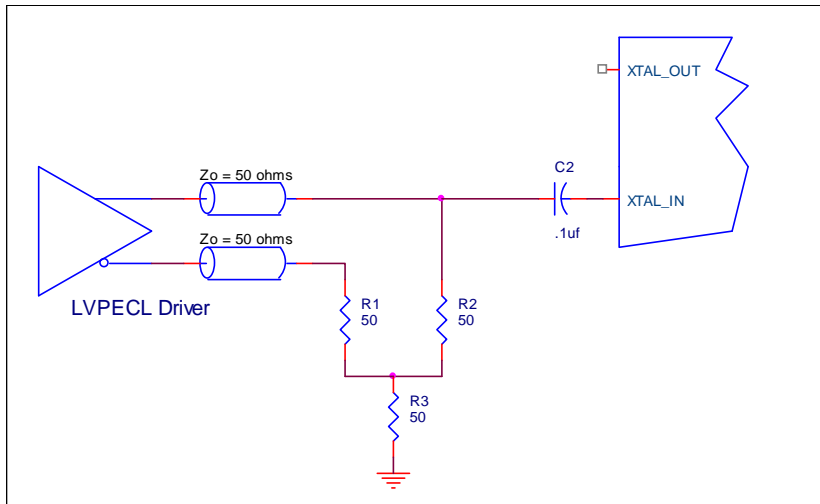 XTAL_OUT
Zo = 50 ohms
C2
XTAL_IN
.1uf
Zo = 50 ohms
LVPECL Driver
R1
50
R2
50
R3
50